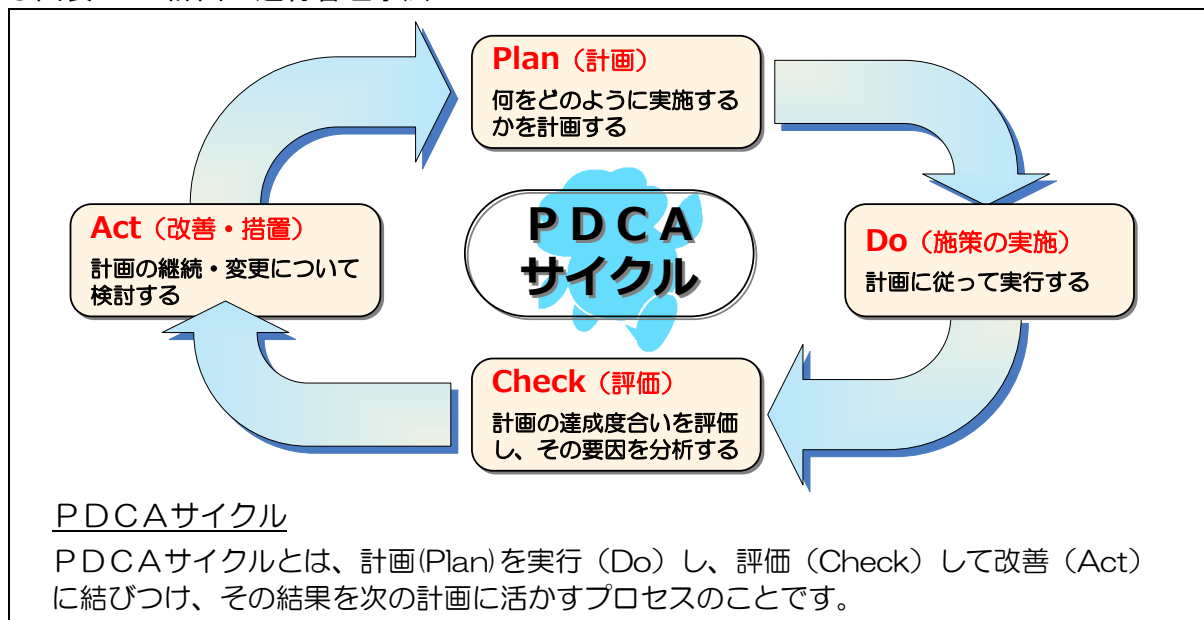 Plan（計画）
何をどのように実施する
かを計画する
Act（改善・措置）
計画の継続・変更について
検討する
ＰＤＣＡ
サイクル
Do（施策の実施）
計画に従って実行する
Check（評価）
計画の達成度合いを評価
し、その要因を分析する
ＰＤＣＡサイクル
ＰＤＣＡサイクルとは、計画(Plan)を実行（Do）し、評価（Check）して改善（Act）
に結びつけ、その結果を次の計画に活かすプロセスのことです。